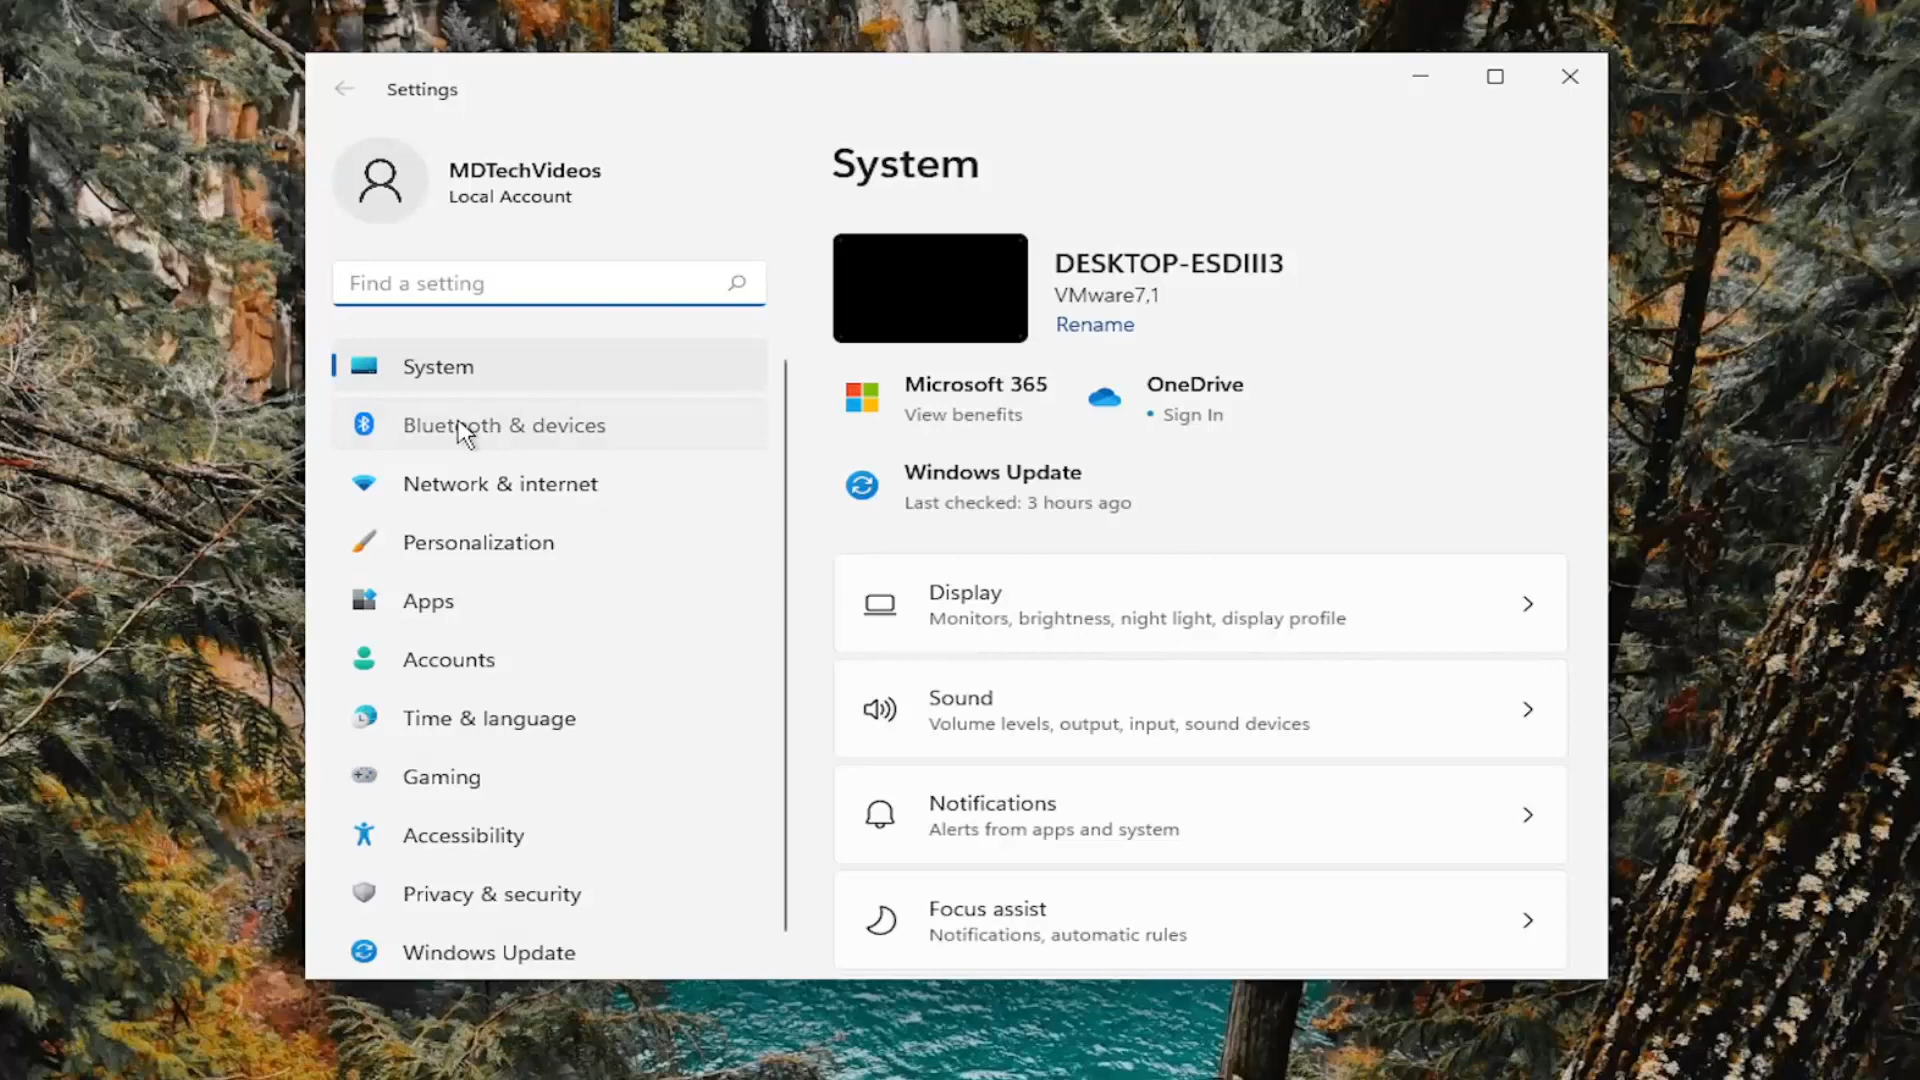 Settings
MDTechVideos
Local Account
Find a setting
System
Bluetooth & devices
Network & internet
Personalization
Apps
Accounts
Time & language
Gaming
Accessibility
Privacy & security
Windows Update
System
DESKTOP-ESDIII3
VMware7,1
Rename
Microsoft 365
View benefits
OneDrive
• Sign In
Windows Update
Last checked: 3 hours ago
Display
Monitors, brightness, night light, display profile
Sound
Volume levels, output, input, sound devices
Notifications
Alerts from apps and system
Focus assist
Notifications, automatic rules